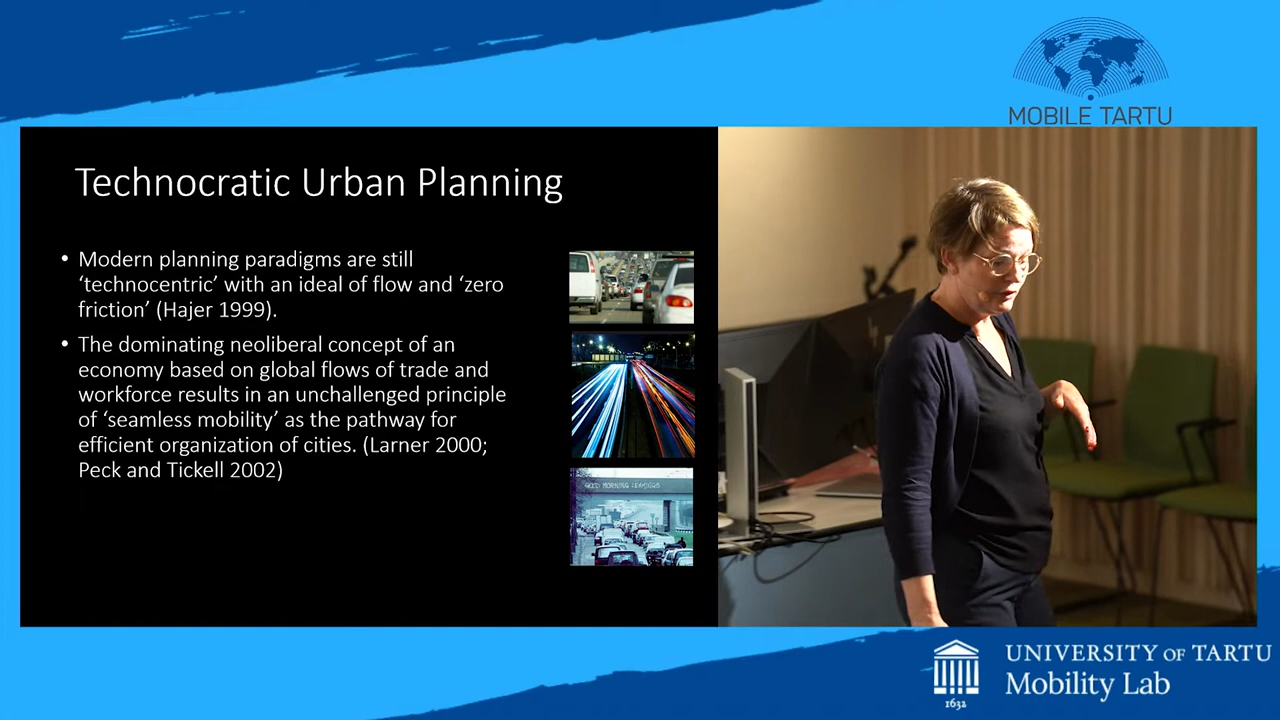 MOBILE TARTU
Technocratic Urban Planning
• Modern planning paradigms are still
‘technocentric’ with an ideal of flow and ‘zero
friction’ (Hajer 1999).
• The dominating neoliberal concept of an
economy based on global flows of trade and
workforce results in an unchallenged principle
of ‘seamless mobility’ as the pathway for
efficient organization of cities. (Larner 2000;
Peck and Tickell 2002)
GOOD MORNING LEMMINGS
1632
UNIVERSITY OF TARTU
Mobility Lab